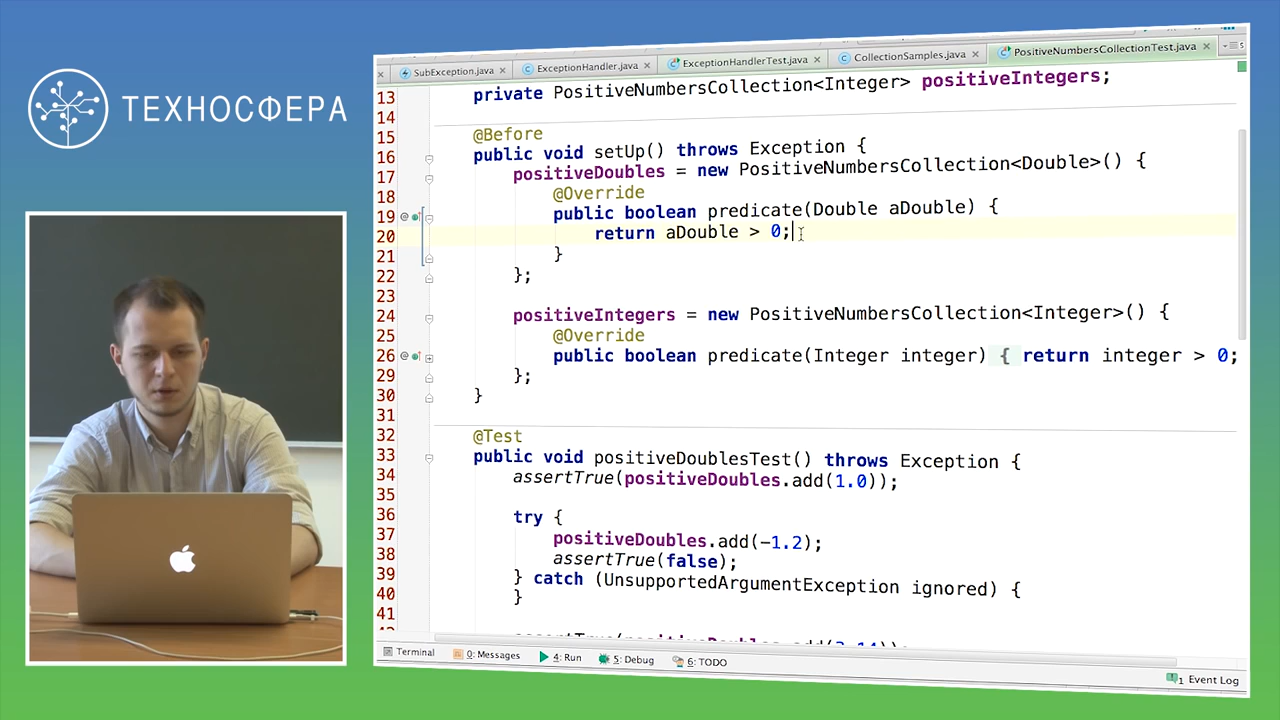 ТЕХНОСФЕРА
SubException.java
ExceptionHandler.java
ExceptionHandlerTest.java
CollectionSamples.java
PositiveNumbersCollectionTest.java
13 private PositiveNumbersCollection<Integer> positiveIntegers;
14
15 @Before
16 public void setUp() throws Exception {
17 positiveDoubles = new PositiveNumbersCollection<Double>() {
18 @Override
19 public boolean predicate(Double aDouble) {
20 return aDouble > 0;
21 }
22 };
23
24 positiveIntegers = new PositiveNumbersCollection<Integer>() {
25 @Override
26 public boolean predicate(Integer integer) { return integer > 0;
29 };
30 }
31
32 @Test
33 public void positiveDoublesTest() throws Exception {
34 assertTrue(positiveDoubles.add(1.0));
35
36 try {
37 positiveDoubles.add(-1.2);
38 assertTrue(false);
39 } catch (UnsupportedArgumentException ignored) {
40 }
41
Terminal
0: Messages
4: Run
5: Debug
6: TODO
1 Event Log